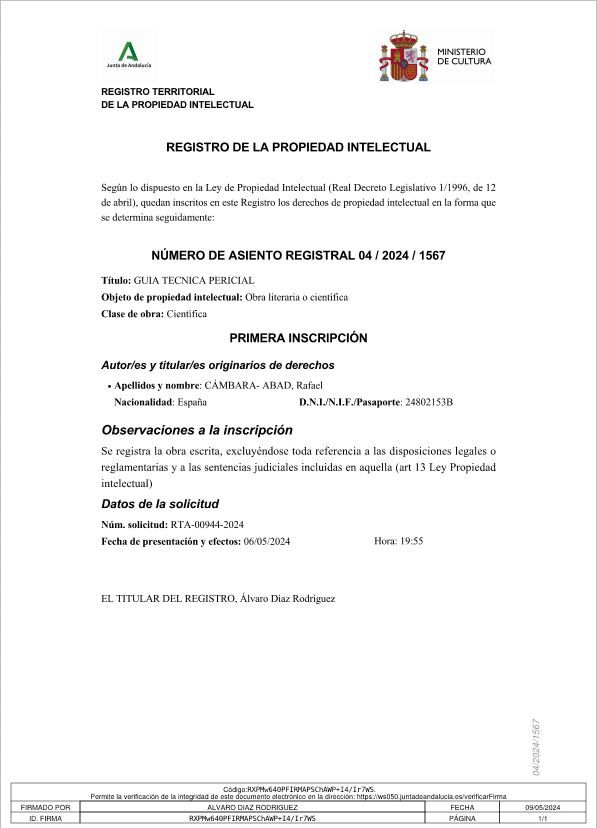 Junta de Andalucía
MINISTERIO
DE CULTURA
REGISTRO TERRITORIAL
DE LA PROPIEDAD INTELECTUAL
REGISTRO DE LA PROPIEDAD INTELECTUAL
Según lo dispuesto en la Ley de Propiedad Intelectual (Real Decreto Legislativo 1/1996, de 12
de abril), quedan inscritos en este Registro los derechos de propiedad intelectual en la forma que
se determina seguidamente:
NÚMERO DE ASIENTO REGISTRAL 04 / 2024 / 1567
Título: GUIA TECNICA PERICIAL
Objeto de propiedad intelectual: Obra literaria o científica
Clase de obra: Científica
PRIMERA INSCRIPCIÓN
Autor/es y titular/es originarios de derechos
• Apellidos y nombre: CÁMBARA- ABAD, Rafael
Nacionalidad: España D.N.I./N.I.F./Pasaporte: 24802153B
Observaciones a la inscripción
Se registra la obra escrita, excluyéndose toda referencia a las disposiciones legales o
reglamentarias y a las sentencias judiciales incluidas en aquella (art 13 Ley Propiedad
intelectual)
Datos de la solicitud
Núm. solicitud: RTA-00944-2024
Fecha de presentación y efectos: 06/05/2024 Hora: 19:55
EL TITULAR DEL REGISTRO, Álvaro Díaz Rodríguez
04/2024/1567
Código:RXPMw640PFIRMAPSChAWP+I4/Ir7WS.
Permite la verificación de la integridad de este documento electrónico en la dirección: https://ws050.juntadeandalucia.es/verificarFirma
FIRMADO POR ALVARO DIAZ RODRIGUEZ FECHA 09/05/2024
ID. FIRMA RXPMw640PFIRMAPSChAWP+I4/Ir7WS PÁGINA 1/1